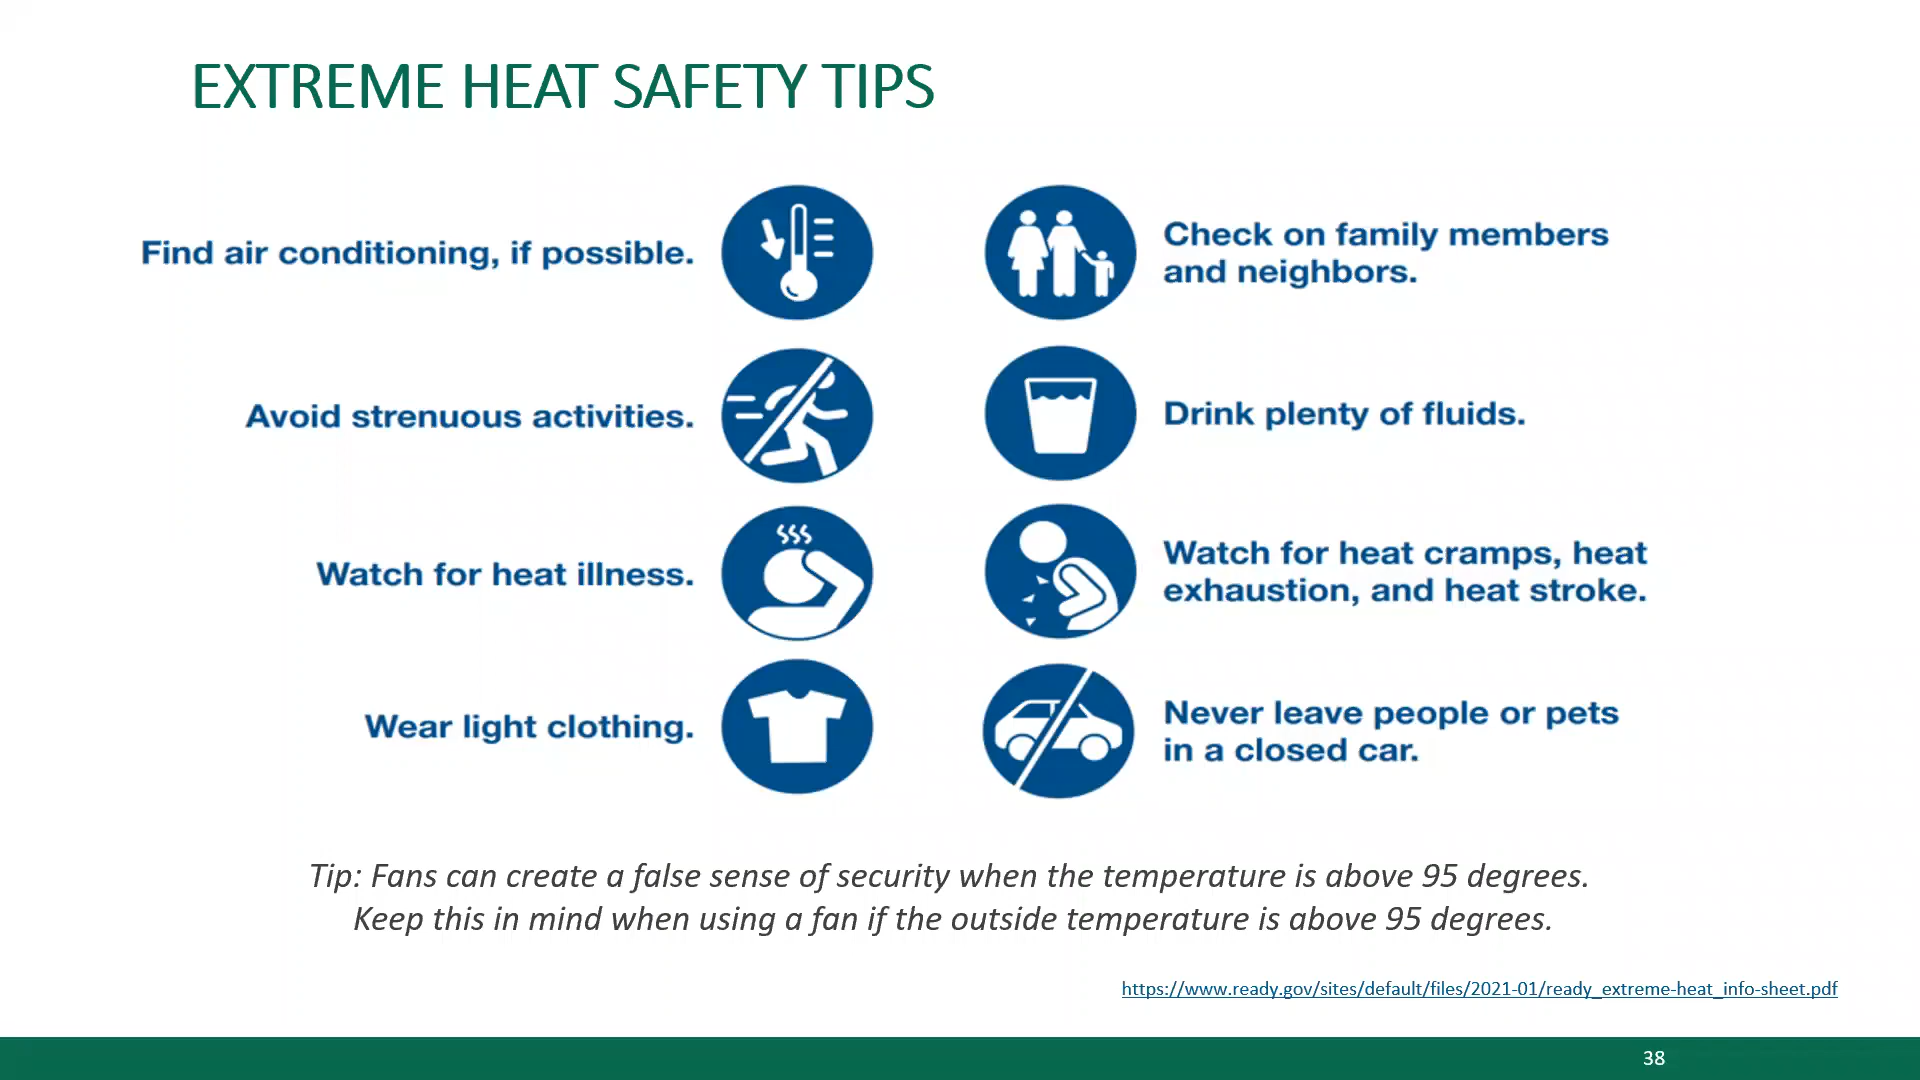 EXTREME HEAT SAFETY TIPS
Find air conditioning, if possible.
Avoid strenuous activities.
Watch for heat illness.
Wear light clothing.
Check on family members
and neighbors.
Drink plenty of fluids.
Watch for heat cramps, heat
exhaustion, and heat stroke.
Never leave people or pets
in a closed car.
Tip: Fans can create a false sense of security when the temperature is above 95 degrees.
Keep this in mind when using a fan if the outside temperature is above 95 degrees.
https://www.ready.gov/sites/default/files/2021-01/ready_extreme-heat_info-sheet.pdf
38